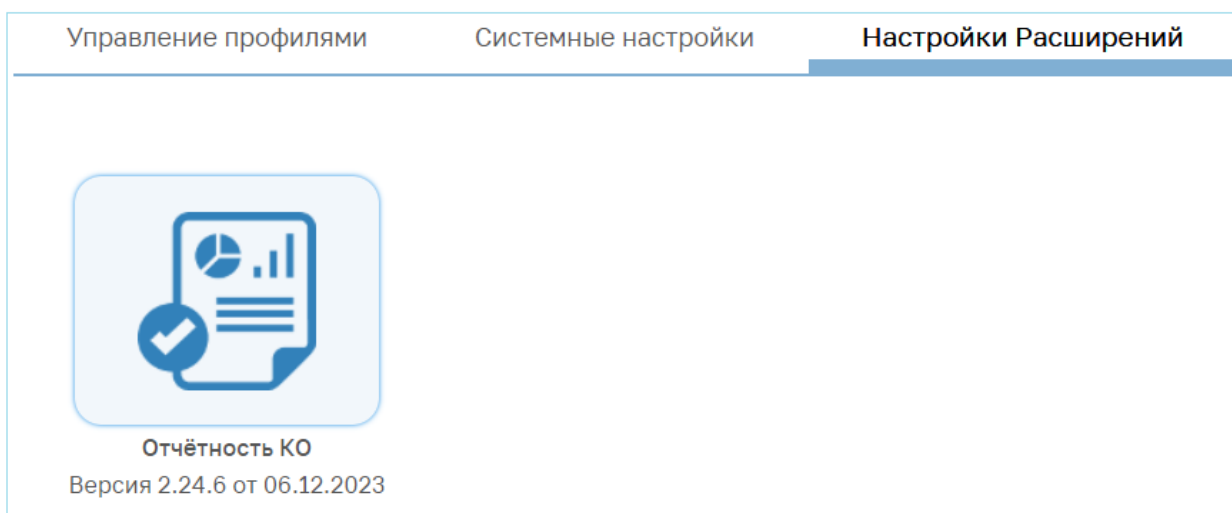 Управление профилями Системные настройки Настройки Расширений
Отчётность КО
Версия 2.24.6 от 06.12.2023